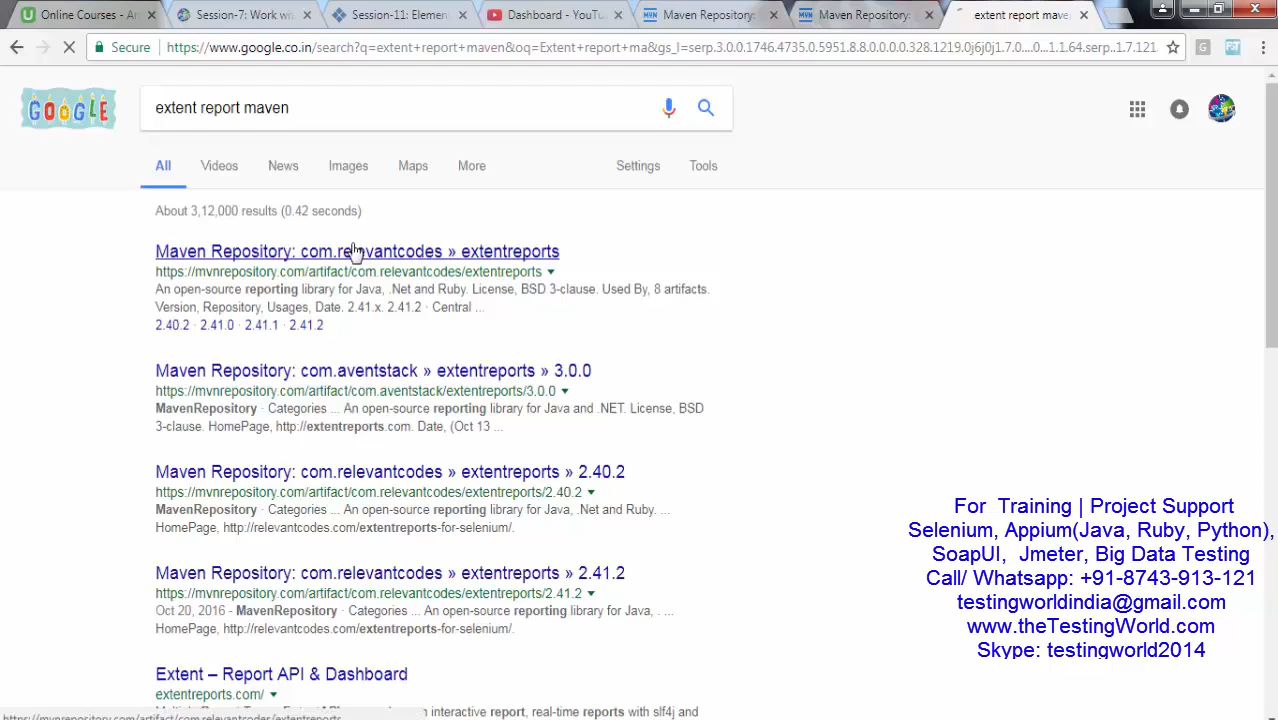 Online Courses - An
Session-7: Work wi
Session-11: Elemen
Dashboard - YouTu
Maven Repository:
Maven Repository:
extent report mave
Secure
https://www.google.co.in/search?q=extent+report+maven&oq=Extent+report+ma&gs_l=serp.3.0.0.1746.4735.0.5951.8.8.0.0.0.0.328.1219.0j6j0j1.7.0....0...1.1.64.serp..1.7.121.
GOOGLE
extent report maven
All
Videos
News
Images
Maps
More
Settings
Tools
About 3,12,000 results (0.42 seconds)
Maven Repository: com.relevantcodes » extentreports
https://mvnrepository.com/artifact/com.relevantcodes/extentreports
An open-source reporting library for Java, .Net and Ruby. License, BSD 3-clause. Used By, 8 artifacts.
Version, Repository, Usages, Date. 2.41.x. 2.41.2 · Central ...
2.40.2 · 2.41.0 · 2.41.1 · 2.41.2
Maven Repository: com.aventstack » extentreports » 3.0.0
https://mvnrepository.com/artifact/com.aventstack/extentreports/3.0.0
MavenRepository · Categories ... An open-source reporting library for Java and .NET. License, BSD
3-clause. HomePage, http://extentreports.com. Date, (Oct 13 ...
Maven Repository: com.relevantcodes » extentreports » 2.40.2
https://mvnrepository.com/artifact/com.relevantcodes/extentreports/2.40.2
MavenRepository · Categories ... An open-source reporting library for Java, .Net and Ruby. ...
HomePage, http://relevantcodes.com/extentreports-for-selenium/.
Maven Repository: com.relevantcodes » extentreports » 2.41.2
https://mvnrepository.com/artifact/com.relevantcodes/extentreports/2.41.2
Oct 20, 2016 - MavenRepository · Categories ... An open-source reporting library for Java, . ...
HomePage, http://relevantcodes.com/extentreports-for-selenium/.
Extent – Report API & Dashboard
extentreports.com/
interactive report, real-time reports with slf4j and
https://mvnrepository.com/artifact/com.relevantcodes/extentreports
For Training | Project Support
Selenium, Appium(Java, Ruby, Python),
SoapUI, Jmeter, Big Data Testing
Call/ Whatsapp: +91-8743-913-121
testingworldindia@gmail.com
www.theTestingWorld.com
Skype: testingworld2014